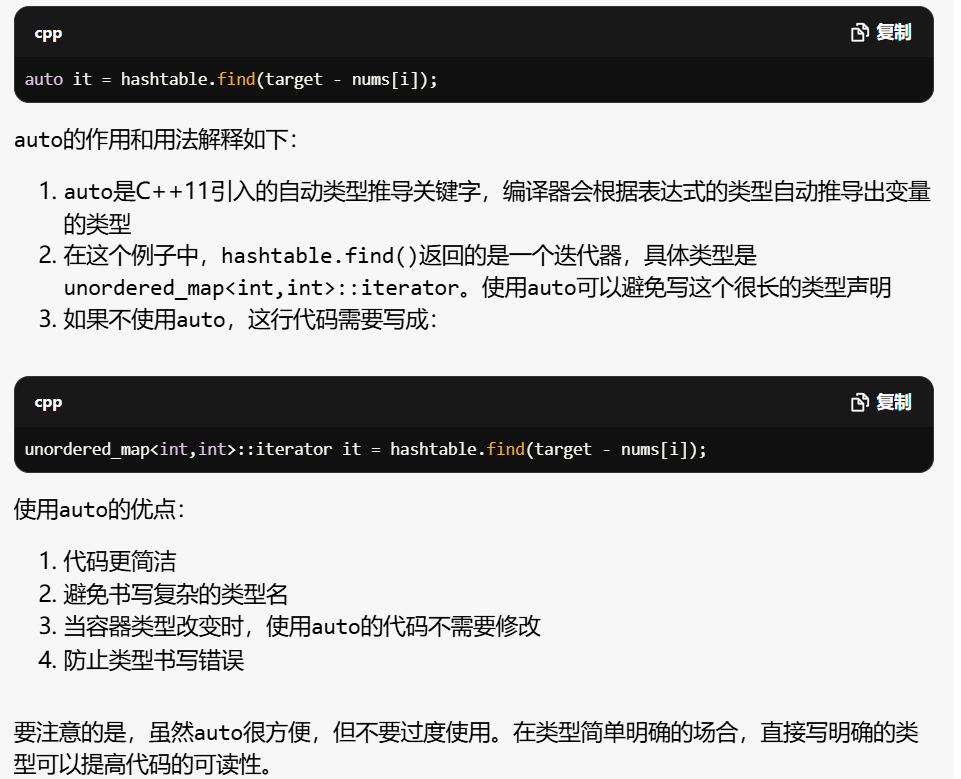 cpp 复制
auto it = hashtable.find(target - nums[i]);
auto的作用和用法解释如下：
1. auto是C++11引入的自动类型推导关键字，编译器会根据表达式的类型自动推导出变量
的类型
2. 在这个例子中，hashtable.find()返回的是一个迭代器，具体类型是
unordered_map<int,int>::iterator。使用auto可以避免写这个很长的类型声明
3. 如果不使用auto，这行代码需要写成：
cpp 复制
unordered_map<int,int>::iterator it = hashtable.find(target - nums[i]);
使用auto的优点：
1. 代码更简洁
2. 避免书写复杂的类型名
3. 当容器类型改变时，使用auto的代码不需要修改
4. 防止类型书写错误
要注意的是，虽然auto很方便，但不要过度使用。在类型简单明确的场合，直接写明确的类
型可以提高代码的可读性。